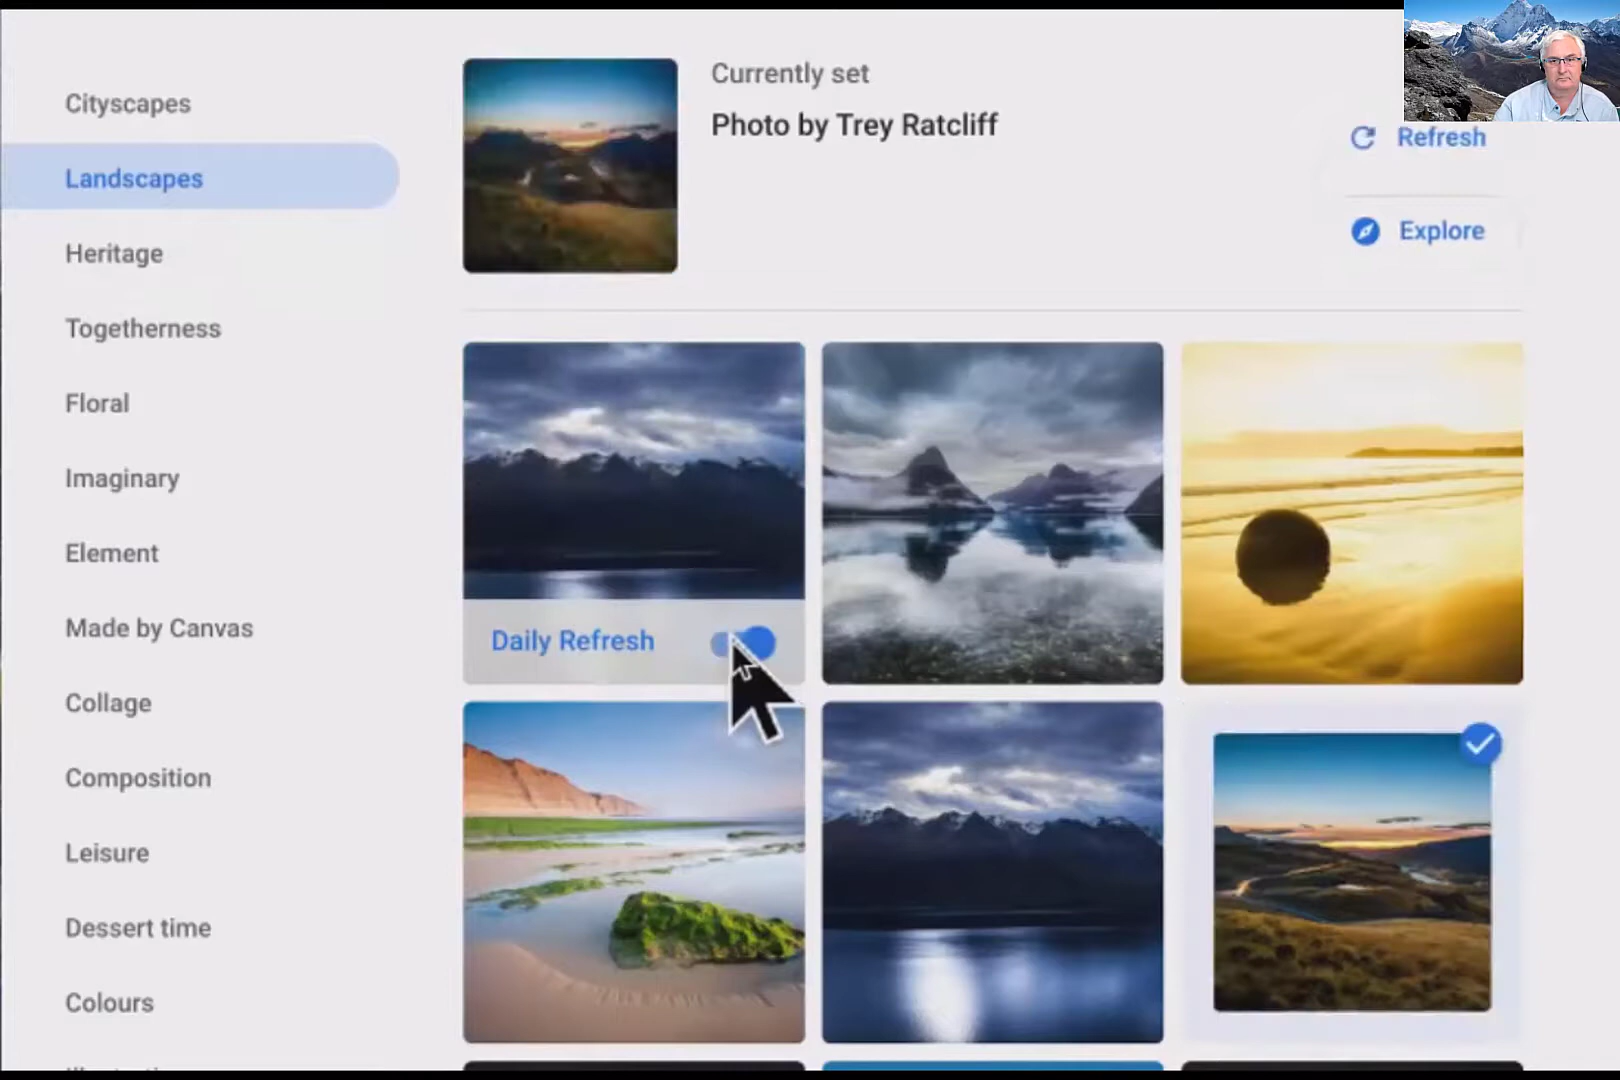 Cityscapes
Landscapes
Heritage
Togetherness
Floral
Imaginary
Element
Made by Canvas
Collage
Composition
Leisure
Dessert time
Colours
Currently set
Photo by Trey Ratcliff
Refresh
Explore
Daily Refresh